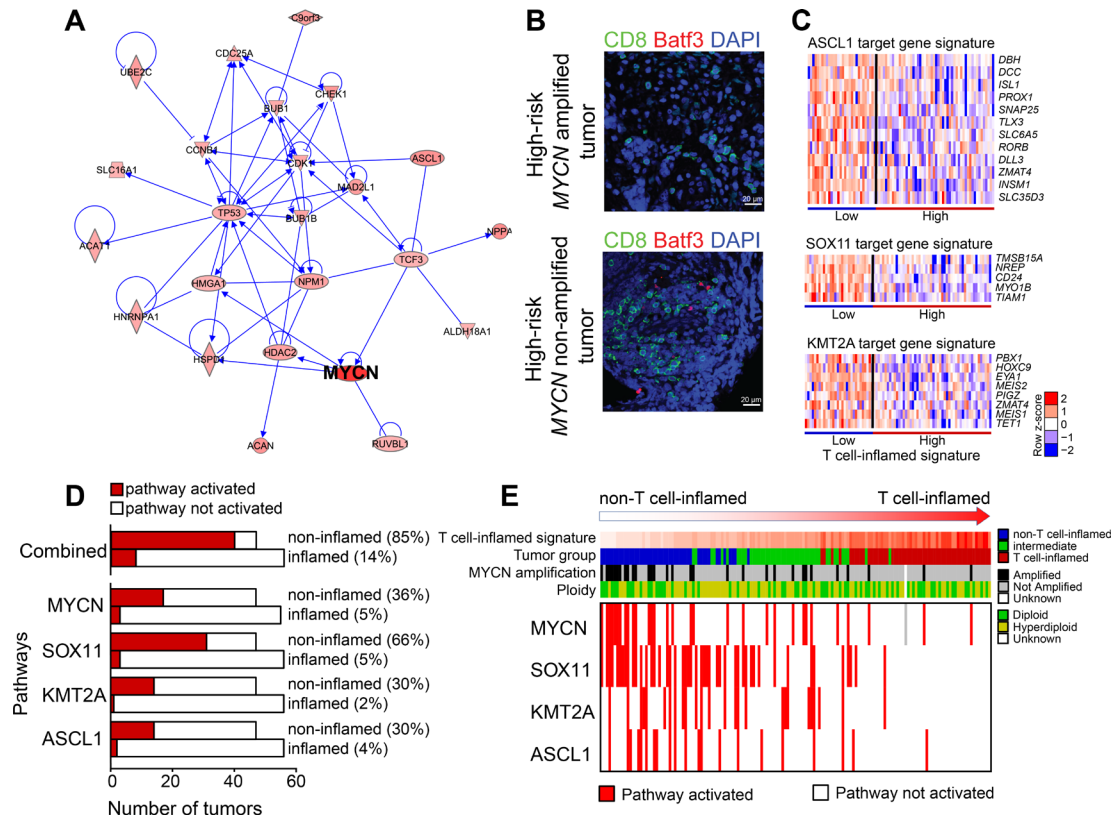 A
C9orf3
CDC25A
UBE2C
CHEK1
BUB1
CCNB1
CDK1
ASCL1
SLC16A1
MAD2L1
TP53
BUB1B
NPPA
ACAT1
TCF3
HMGA1
NPM1
HNRNPA1
ALDH18A1
HSPD1
HDAC2
MYCN
ACAN
RUVBL1
B
CD8 Batf3 DAPI
High-risk
MYCN amplified
tumor
20 µm
CD8 Batf3 DAPI
High-risk
MYCN non-amplified
tumor
20 µm
C
ASCL1 target gene signature
DBH
DCC
ISL1
PROX1
SNAP25
TLX3
SLC6A5
RORB
DLL3
ZMAT4
INSM1
SLC35D3
Low High
SOX11 target gene signature
TMSB15A
NREP
CD24
MYO1B
TIAM1
Low High
KMT2A target gene signature
PBX1
HOXC9
EYA1
MEIS2
PIGZ
ZMAT4
MEIS1
TET1
Low High
T cell-inflamed signature
Row z-score
2
1
0
−1
−2
D
pathway activated
pathway not activated
Combined
non-inflamed (85%)
inflamed (14%)
MYCN
non-inflamed (36%)
inflamed (5%)
SOX11
non-inflamed (66%)
inflamed (5%)
KMT2A
non-inflamed (30%)
inflamed (2%)
ASCL1
non-inflamed (30%)
inflamed (4%)
Pathways
0 20 40 60
Number of tumors
E
non-T cell-inflamed T cell-inflamed
T cell-inflamed signature
Tumor group
MYCN amplification
Ploidy
non-T cell-inflamed
intermediate
T cell-inflamed
Amplified
Not Amplified
Unknown
Diploid
Hyperdiploid
Unknown
MYCN
SOX11
KMT2A
ASCL1
Pathway activated
Pathway not activated